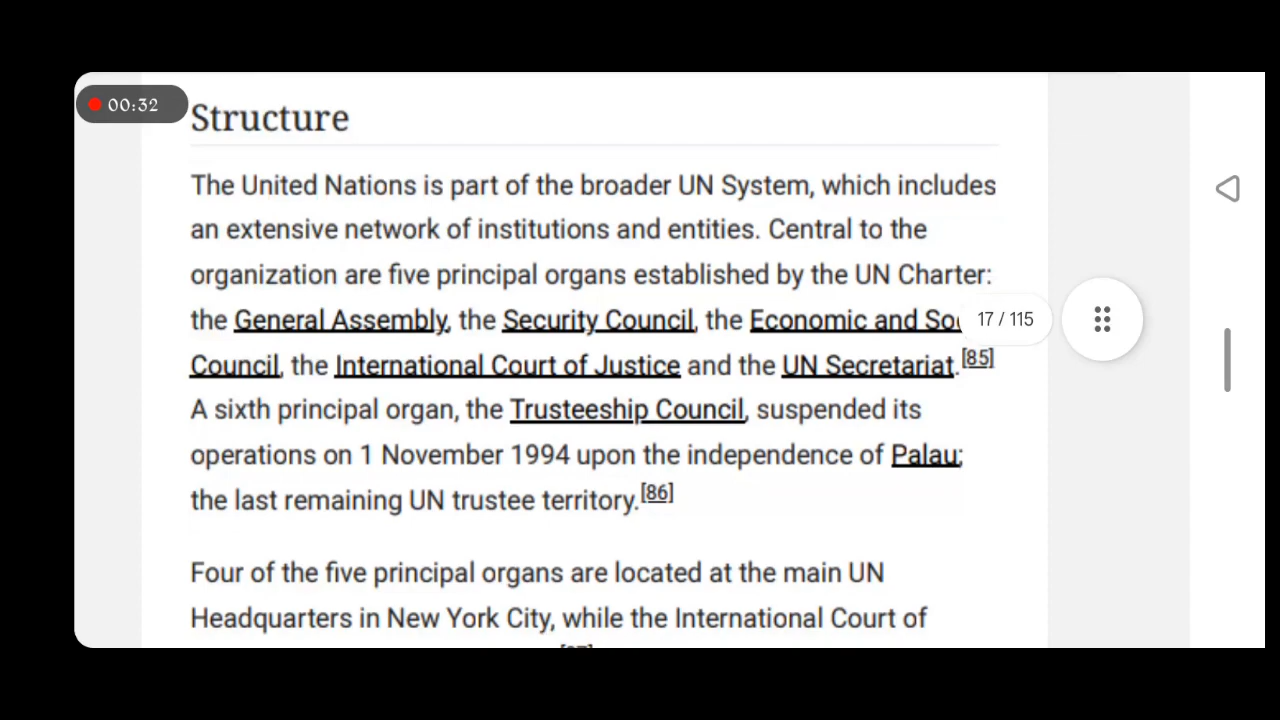 00:32
Structure
The United Nations is part of the broader UN System, which includes
an extensive network of institutions and entities. Central to the
organization are five principal organs established by the UN Charter:
the General Assembly, the Security Council, the Economic and So
17 / 115
Council, the International Court of Justice and the UN Secretariat.[85]
A sixth principal organ, the Trusteeship Council, suspended its
operations on 1 November 1994 upon the independence of Palau;
the last remaining UN trustee territory.[86]
Four of the five principal organs are located at the main UN
Headquarters in New York City, while the International Court of